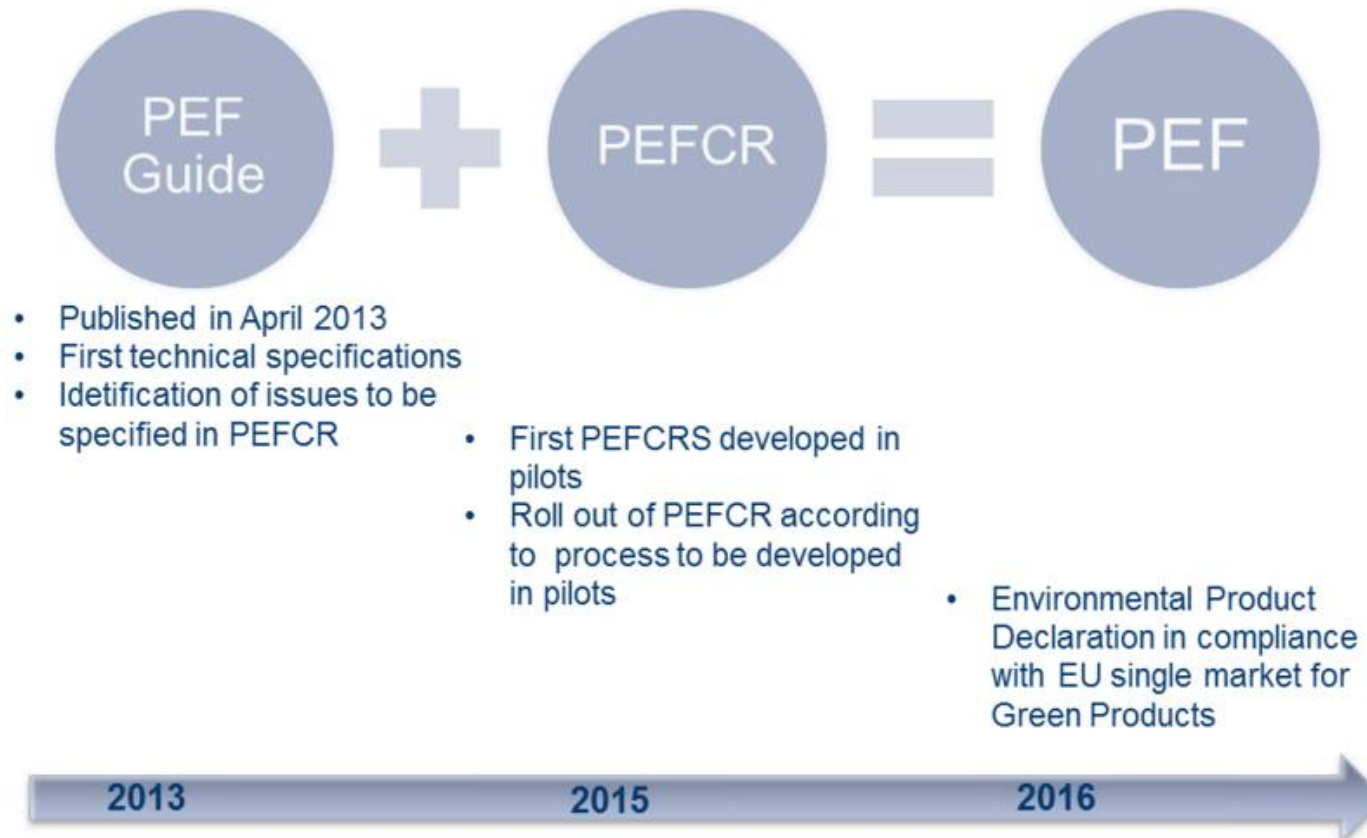 PEF
Guide
PEFCR
PEF
• Published in April 2013
• First technical specifications
• Idetification of issues to be
specified in PEFCR
• First PEFCRS developed in
pilots
• Roll out of PEFCR according
to process to be developed
in pilots
• Environmental Product
Declaration in compliance
with EU single market for
Green Products
2013
2015
2016